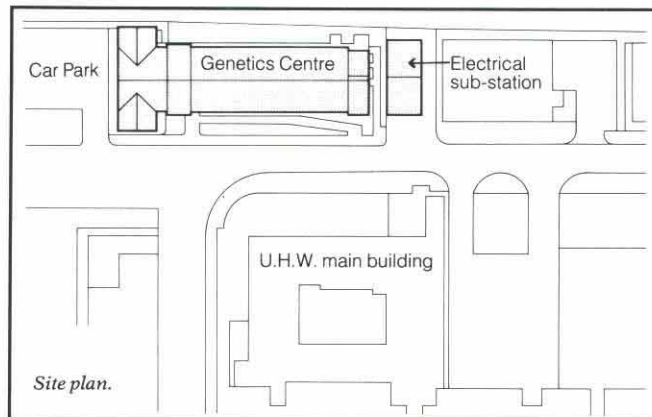 Car Park
Genetics Centre
Electrical
sub-station
U.H.W. main building
Site plan.